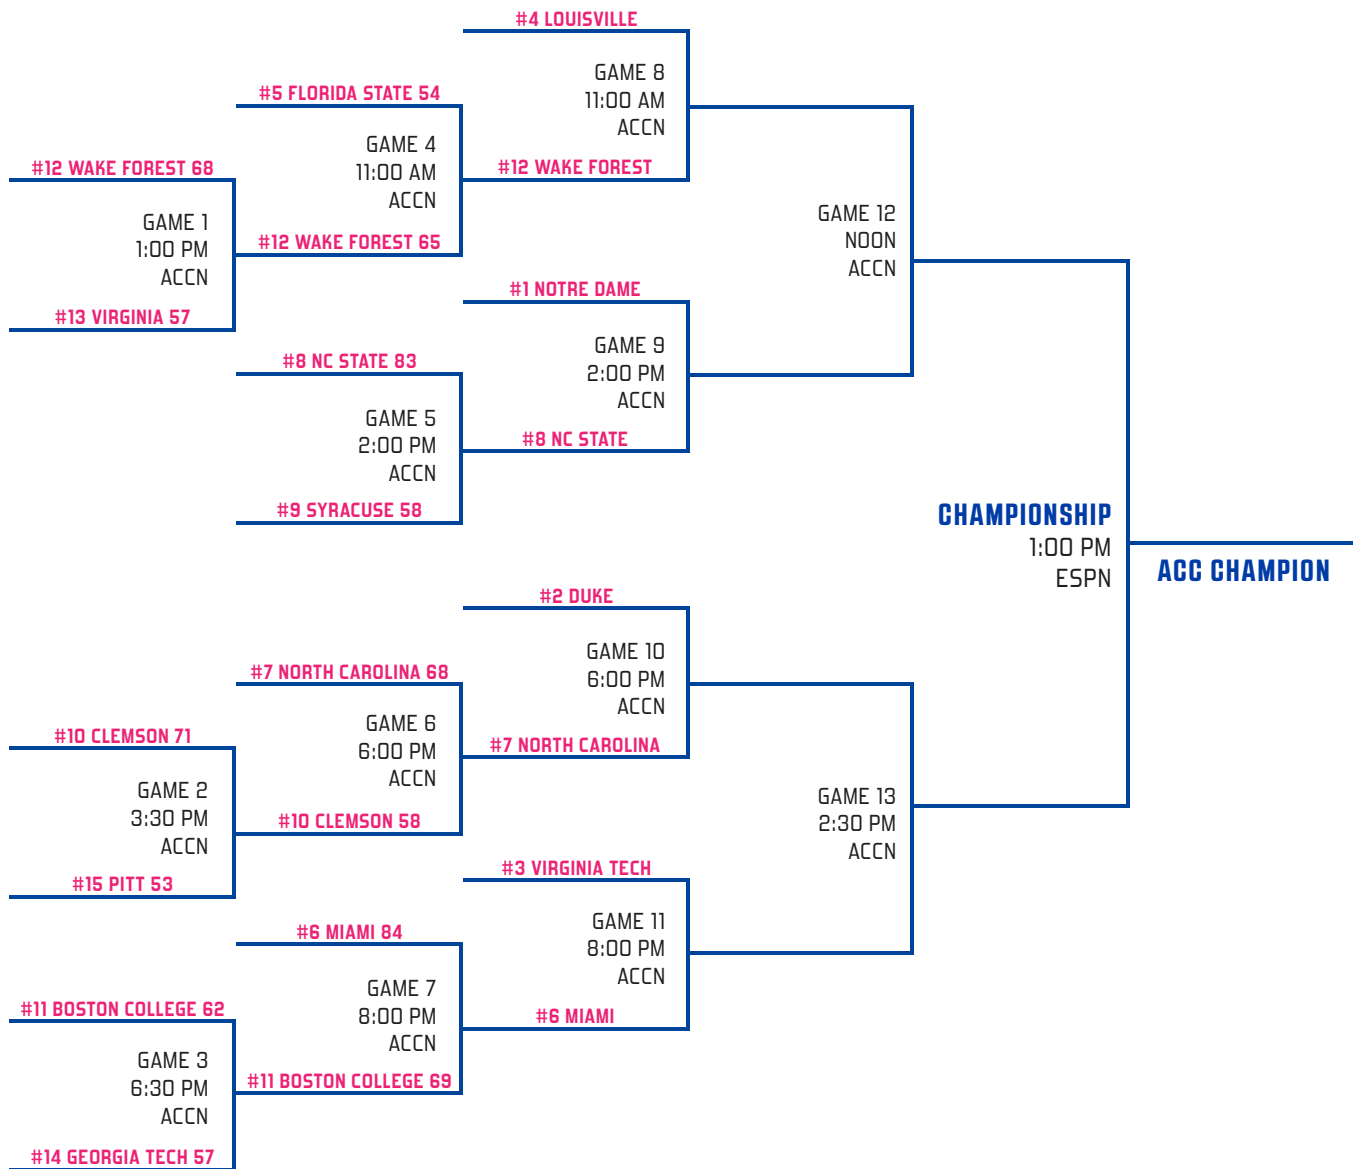 #4 LOUISVILLE
GAME 8
11:00 AM
ACCN
#5 FLORIDA STATE 54
GAME 4
11:00 AM
ACCN
#12 WAKE FOREST
#12 WAKE FOREST 68
GAME 1
1:00 PM
ACCN
#12 WAKE FOREST 65
#13 VIRGINIA 57
GAME 12
NOON
ACCN
#1 NOTRE DAME
GAME 9
2:00 PM
ACCN
#8 NC STATE 83
GAME 5
2:00 PM
ACCN
#8 NC STATE
#9 SYRACUSE 58
CHAMPIONSHIP
1:00 PM
ESPN
ACC CHAMPION
#2 DUKE
GAME 10
6:00 PM
ACCN
#7 NORTH CAROLINA 68
GAME 6
6:00 PM
ACCN
#7 NORTH CAROLINA
#10 CLEMSON 71
GAME 2
3:30 PM
ACCN
#10 CLEMSON 58
#15 PITT 53
GAME 13
2:30 PM
ACCN
#3 VIRGINIA TECH
GAME 11
8:00 PM
ACCN
#6 MIAMI 84
GAME 7
8:00 PM
ACCN
#6 MIAMI
#11 BOSTON COLLEGE 62
GAME 3
6:30 PM
ACCN
#11 BOSTON COLLEGE 69
#14 GEORGIA TECH 57